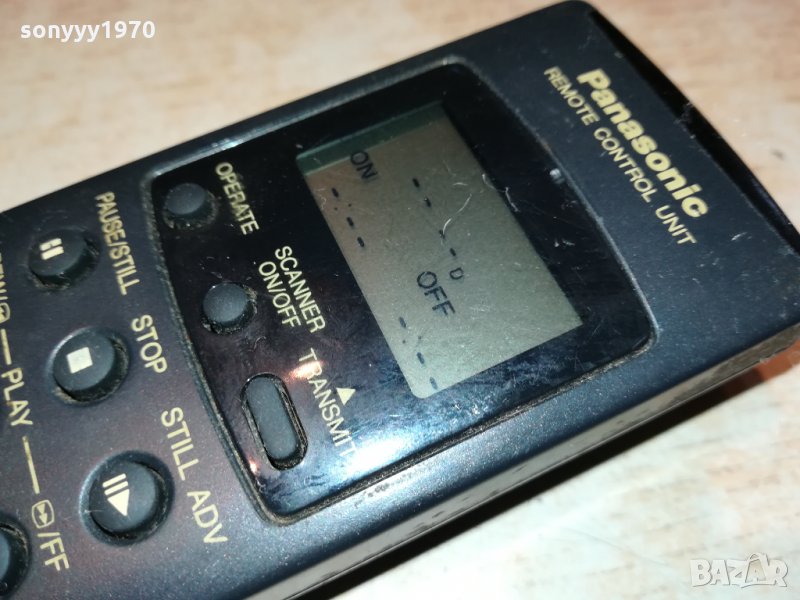 sonyyy1970
Panasonic
REMOTE CONTROL UNIT
ON
--:--
----D
OFF
--:--
OPERATE
SCANNER
ON/OFF
TRANSMIT
PAUSE/STILL
STOP
STILL ADV
PLAY
/FF
BAZAR